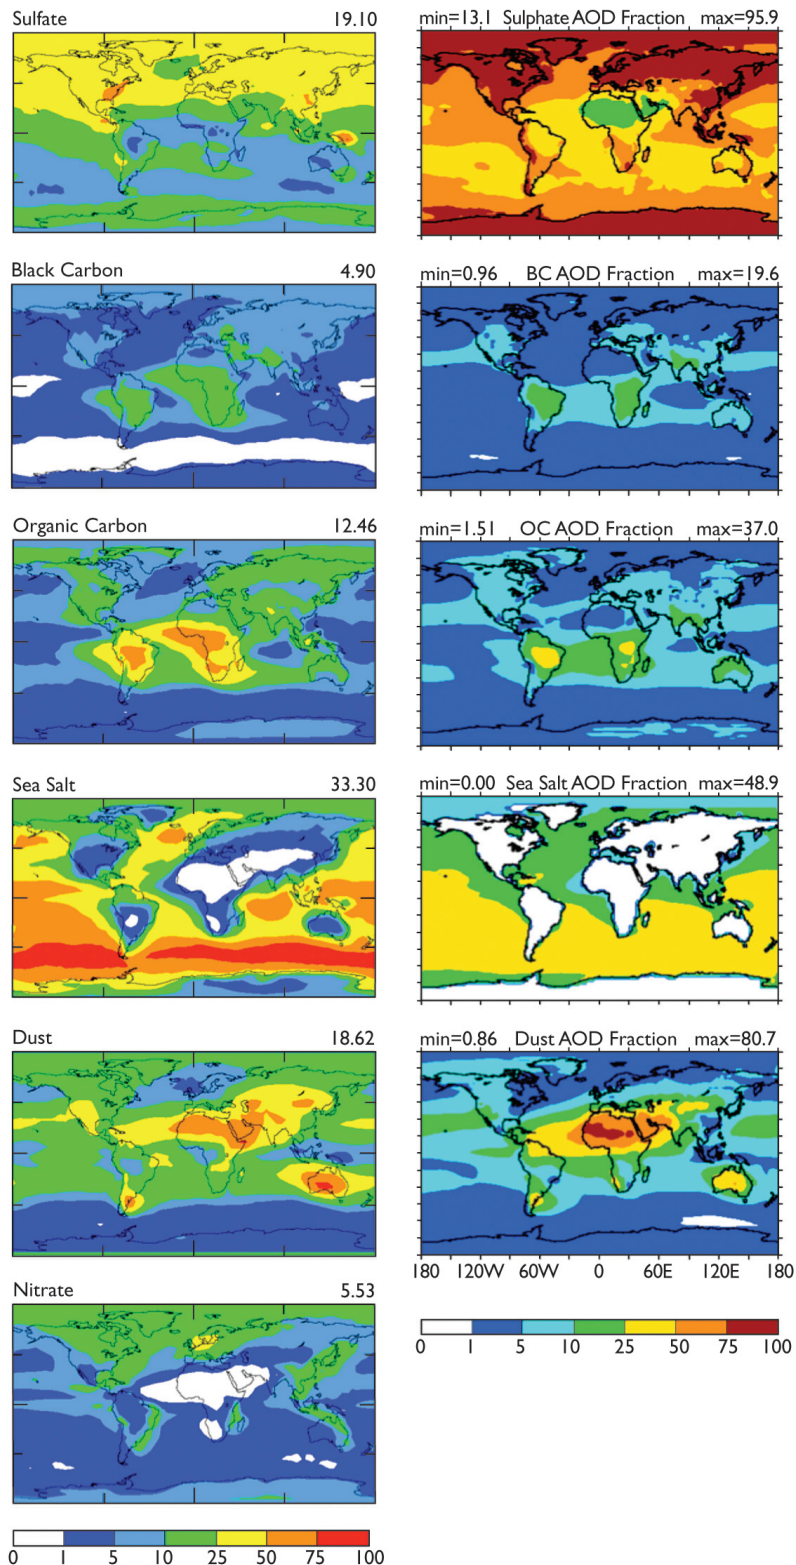 Sulfate 19.10
min=13.1 Sulphate AOD Fraction max=95.9
Black Carbon 4.90
min=0.96 BC AOD Fraction max=19.6
Organic Carbon 12.46
min=1.51 OC AOD Fraction max=37.0
Sea Salt 33.30
min=0.00 Sea Salt AOD Fraction max=48.9
Dust 18.62
min=0.86 Dust AOD Fraction max=80.7
180 120W 60W 0 60E 120E 180
Nitrate 5.53
0 1 5 10 25 50 75 100
0 1 5 10 25 50 75 100